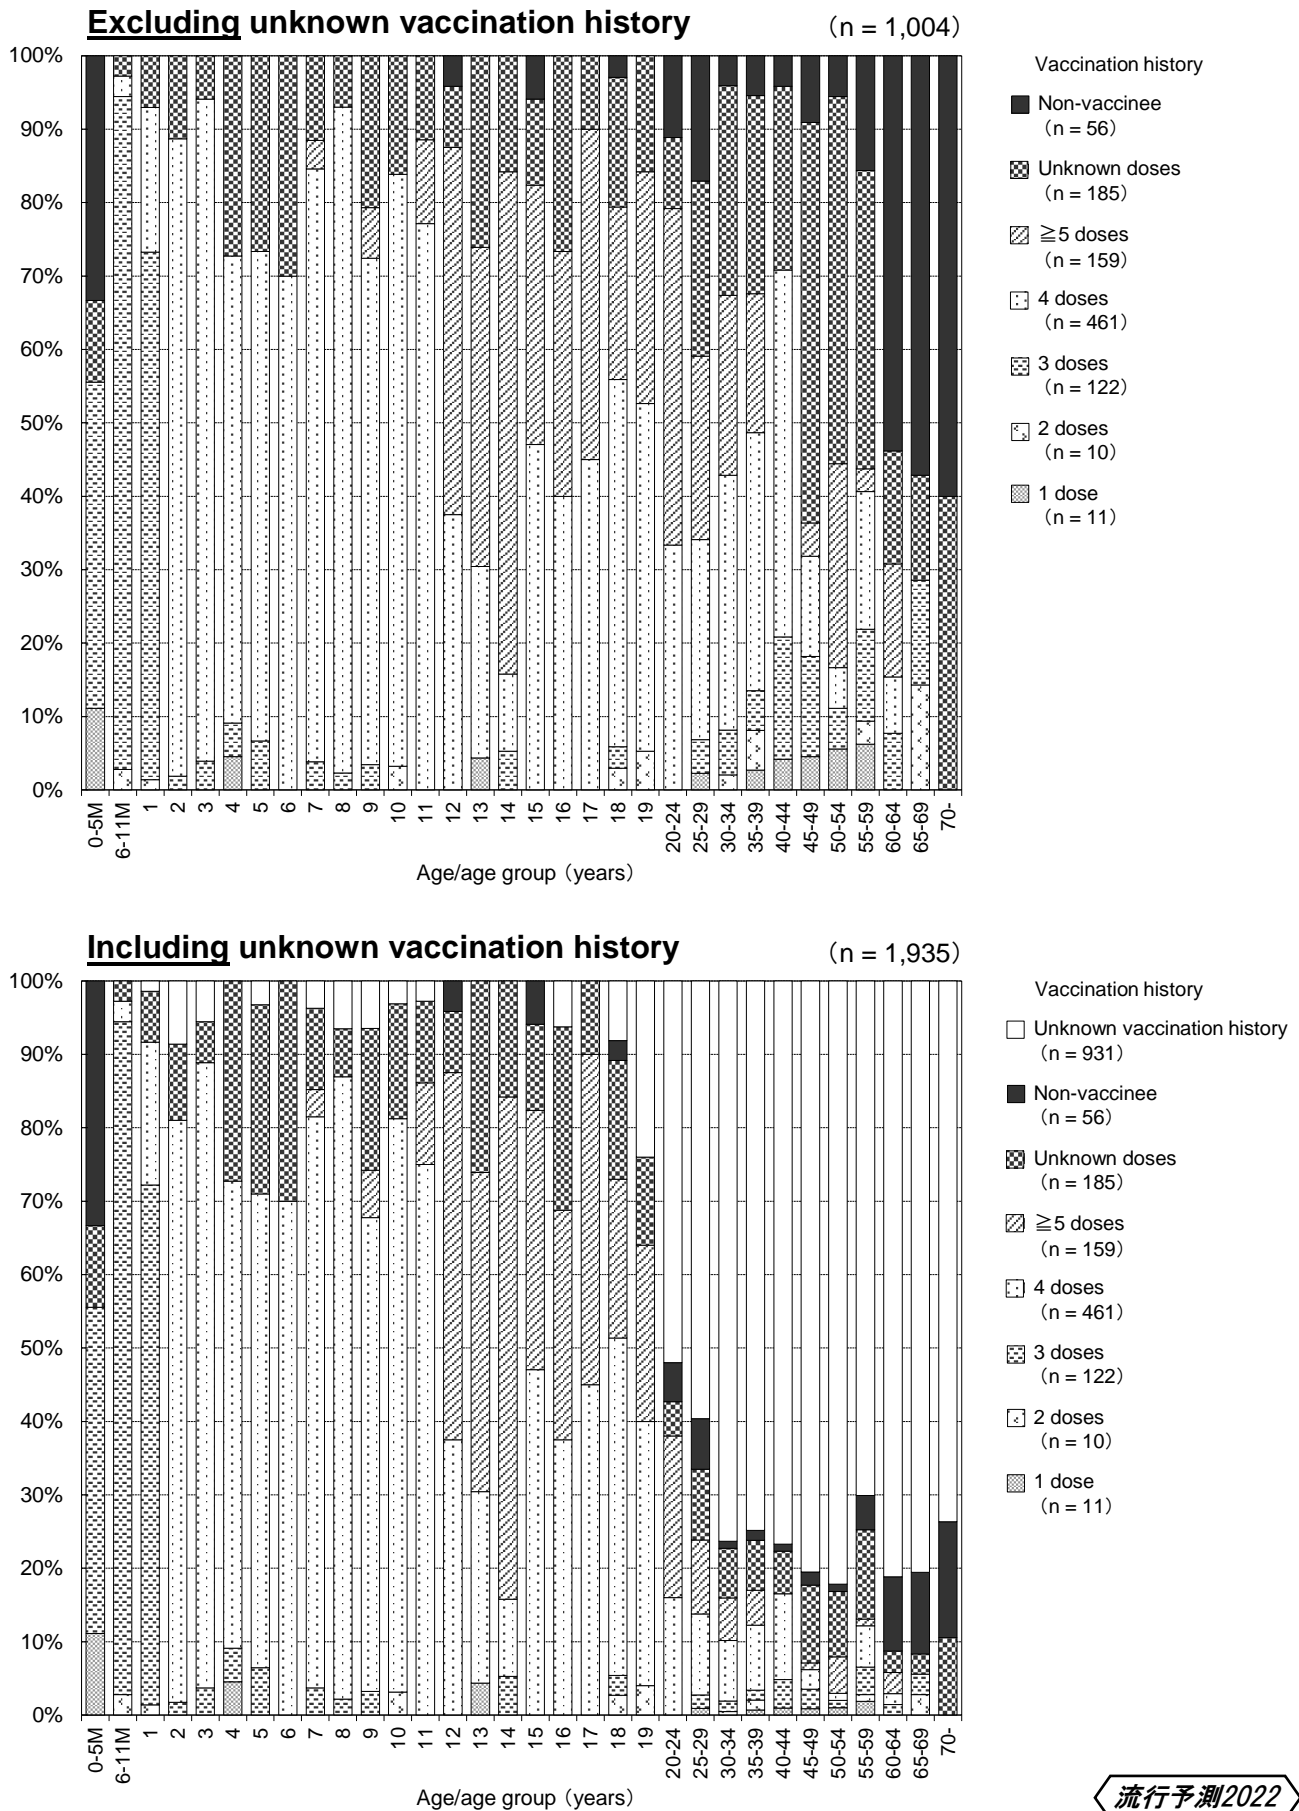 Excluding unknown vaccination history
（n = 1,004）
100%
90%
80%
70%
60%
50%
40%
30%
20%
10%
0%
0-5M
6-11M
1
2
3
4
5
6
7
8
9
10
11
12
13
14
15
16
17
18
19
20-24
25-29
30-34
35-39
40-44
45-49
50-54
55-59
60-64
65-69
70-
Age/age group（years）
Vaccination history
Non-vaccinee
（n = 56）
Unknown doses
（n = 185）
≧5 doses
（n = 159）
4 doses
（n = 461）
3 doses
（n = 122）
2 doses
（n = 10）
1 dose
（n = 11）
Including unknown vaccination history
（n = 1,935）
100%
90%
80%
70%
60%
50%
40%
30%
20%
10%
0%
0-5M
6-11M
1
2
3
4
5
6
7
8
9
10
11
12
13
14
15
16
17
18
19
20-24
25-29
30-34
35-39
40-44
45-49
50-54
55-59
60-64
65-69
70-
Age/age group（years）
Vaccination history
Unknown vaccination history
（n = 931）
Non-vaccinee
（n = 56）
Unknown doses
（n = 185）
≧5 doses
（n = 159）
4 doses
（n = 461）
3 doses
（n = 122）
2 doses
（n = 10）
1 dose
（n = 11）
流行予測2022